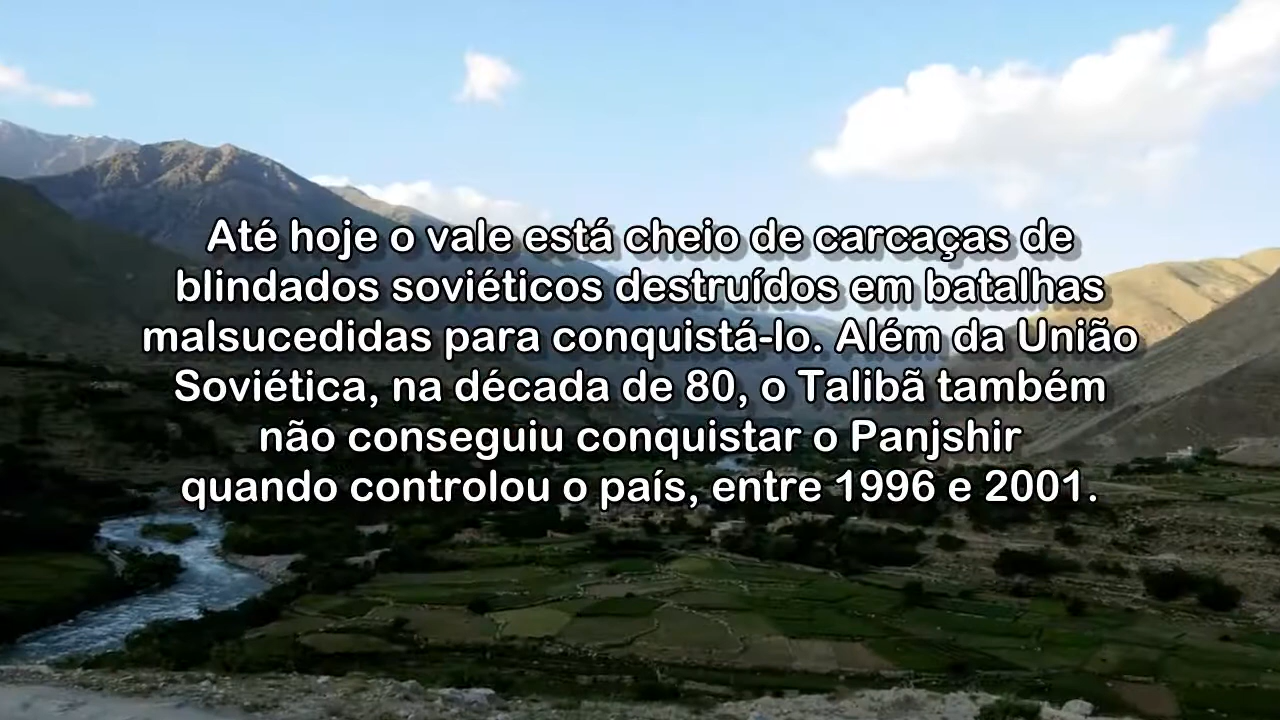 Até hoje o vale está cheio de carcaças de
blindados soviéticos destruídos em batalhas
malsucedidas para conquistá-lo. Além da União
Soviética, na década de 80, o Talibã também
não conseguiu conquistar o Panjshir
quando controlou o país, entre 1996 e 2001.